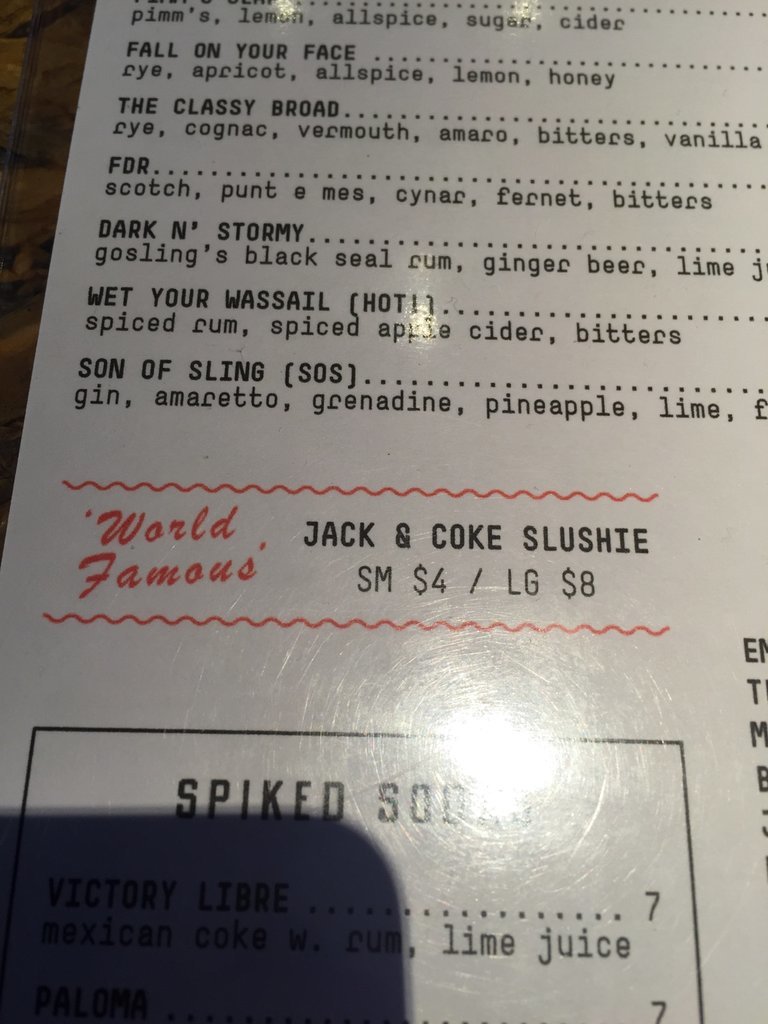 pimm's, lemon, allspice, sugar, cider
FALL ON YOUR FACE
rye, apricot, allspice, lemon, honey
THE CLASSY BROAD
rye, cognac, vermouth, amaro, bitters, vanilla
FDR
scotch, punt e mes, cynar, fernet, bitters
DARK N' STORMY
gosling's black seal rum, ginger beer, lime
WET YOUR WASSAIL (HOT!)
spiced rum, spiced apple cider, bitters
SON OF SLING (SOS)
gin, amaretto, grenadine, pineapple, lime,
'World Famous'
JACK & COKE SLUSHIE
SM $4 / LG $8
SPIKED
VICTORY LIBRE 7
mexican coke w. rum, lime juice
PALOMA 7